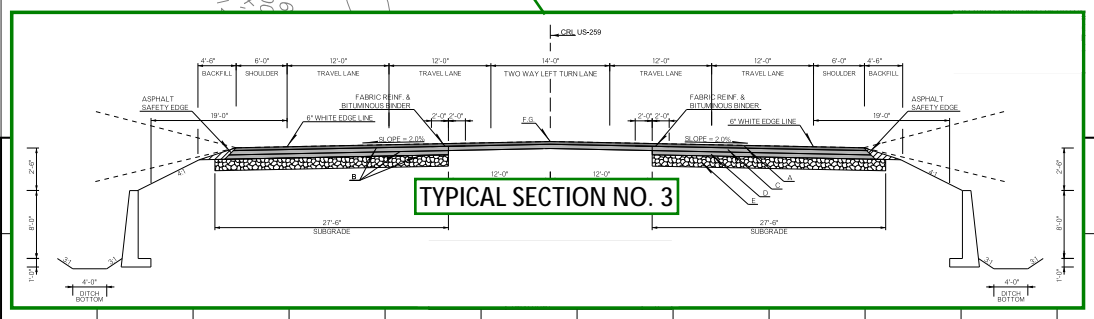 CRL US-259
4'-6" 6'-0" 12'-0" 12'-0" 14'-0" 12'-0" 12'-0" 6'-0" 4'-6"
BACKFILL SHOULDER TRAVEL LANE TRAVEL LANE TWO WAY LEFT TURN LANE TRAVEL LANE TRAVEL LANE SHOULDER BACKFILL
ASPHALT
SAFETY EDGE
FABRIC REINF. &
BITUMINOUS BINDER
FABRIC REINF. &
BITUMINOUS BINDER
ASPHALT
SAFETY EDGE
19'-0" 6" WHITE EDGE LINE 2'-0" 2'-0" F.G. 2'-0" 2'-0" 6" WHITE EDGE LINE 19'-0"
SLOPE = 2.0% SLOPE = 2.0%
2'-6" 4:1 B 12'-0" 12'-0" A C D E 4:1 2'-6"
TYPICAL SECTION NO. 3
8'-0" 27'-6" 27'-6" 8'-0"
SUBGRADE SUBGRADE
1'-0" 3:1 3:1 3:1 3:1 1'-0"
4'-0" 4'-0"
DITCH
BOTTOM
DITCH
BOTTOM